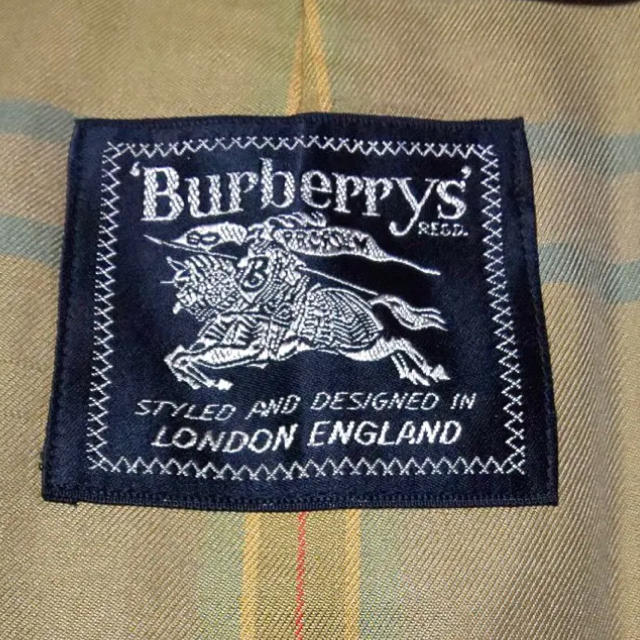 'Burberrys'
REGD.
PRORSUM
B
STYLED AND DESIGNED IN
LONDON ENGLAND